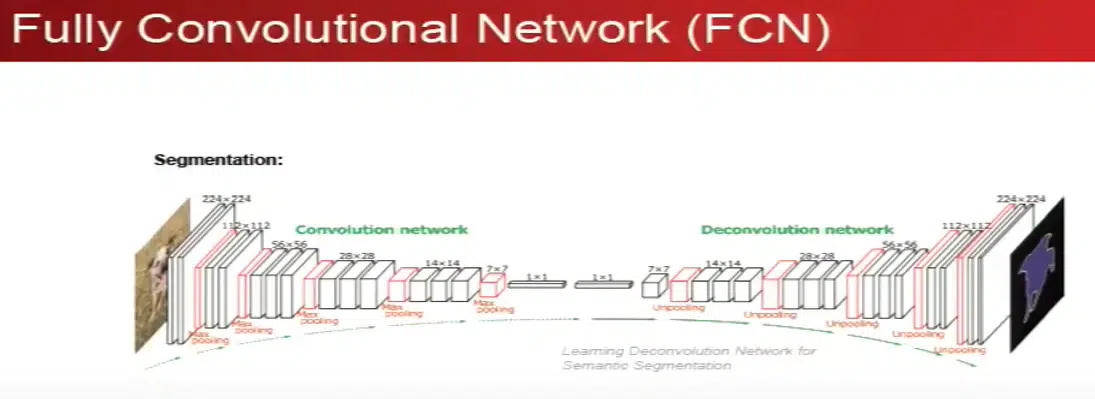 Fully Convolutional Network (FCN)
Segmentation:
224×224
112×112
56×56
Convolution network
28×28
14×14
7×7
1×1
1×1
7×7
14×14
Deconvolution network
28×28
56×56
112×112
224×224
Max
pooling
Max
pooling
Max
pooling
Max
pooling
Max
pooling
Unpooling
Unpooling
Unpooling
Unpooling
Unpooling
Learning Deconvolution Network for
Semantic Segmentation